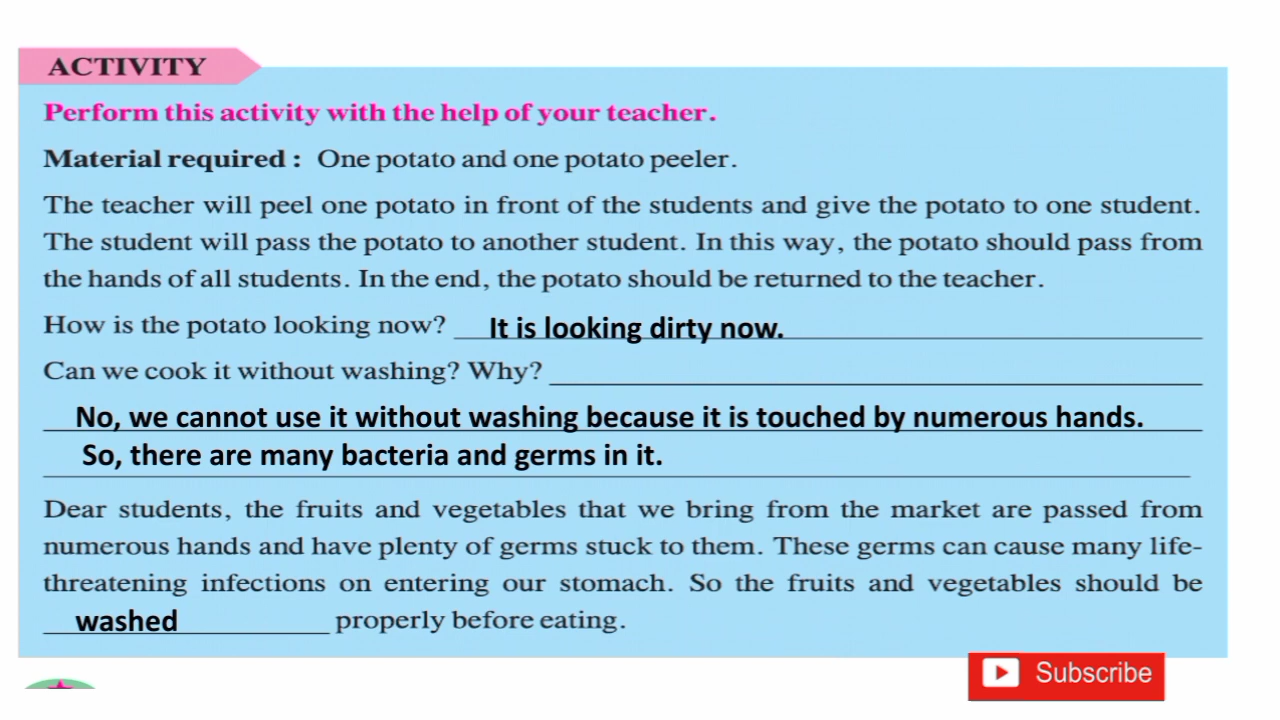 ACTIVITY
Perform this activity with the help of your teacher.
Material required : One potato and one potato peeler.
The teacher will peel one potato in front of the students and give the potato to one student.
The student will pass the potato to another student. In this way, the potato should pass from
the hands of all students. In the end, the potato should be returned to the teacher.
How is the potato looking now? It is looking dirty now.
Can we cook it without washing? Why?
No, we cannot use it without washing because it is touched by numerous hands.
So, there are many bacteria and germs in it.
Dear students, the fruits and vegetables that we bring from the market are passed from
numerous hands and have plenty of germs stuck to them. These germs can cause many life-
threatening infections on entering our stomach. So the fruits and vegetables should be
washed properly before eating.
Subscribe